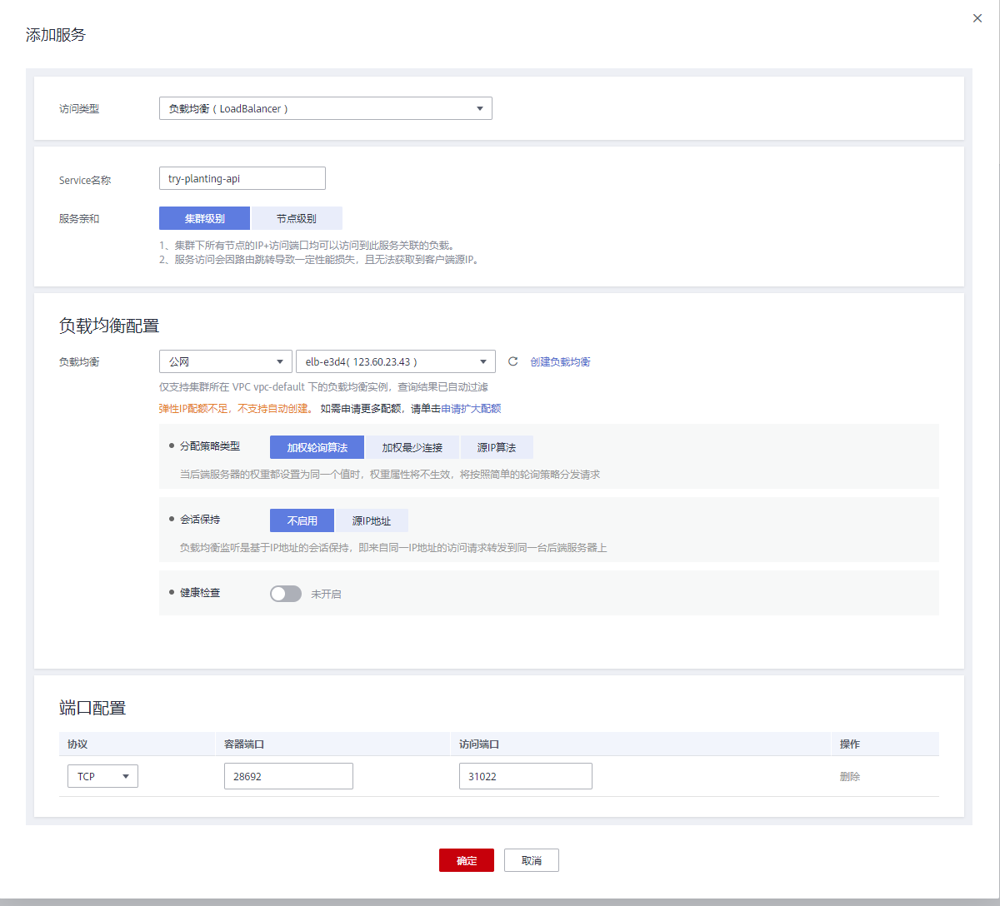 添加服务
访问类型
负载均衡 ( LoadBalancer )
Service名称
try-planting-api
服务亲和
集群级别
节点级别
1、集群下所有节点的IP+访问端口均可以访问到此服务关联的负载。
2、服务访问会因路由跳转导致一定性能损失，且无法获取到客户端源IP。
负载均衡配置
负载均衡
公网
elb-e3d4( 123.60.23.43 )
创建负载均衡
仅支持集群所在 VPC vpc-default 下的负载均衡实例，查询结果已自动过滤
弹性IP配额不足，不支持自动创建。 如需申请更多配额，请单击申请扩大配额
分配策略类型
加权轮询算法
加权最少连接
源IP算法
当后端服务器的权重都设置为同一个值时，权重属性将不生效，将按照简单的轮询策略分发请求
会话保持
不启用
源IP地址
负载均衡监听是基于IP地址的会话保持，即来自同一IP地址的访问请求转发到同一台后端服务器上
健康检查
未开启
端口配置
协议
容器端口
访问端口
操作
TCP
28692
31022
删除
确定
取消